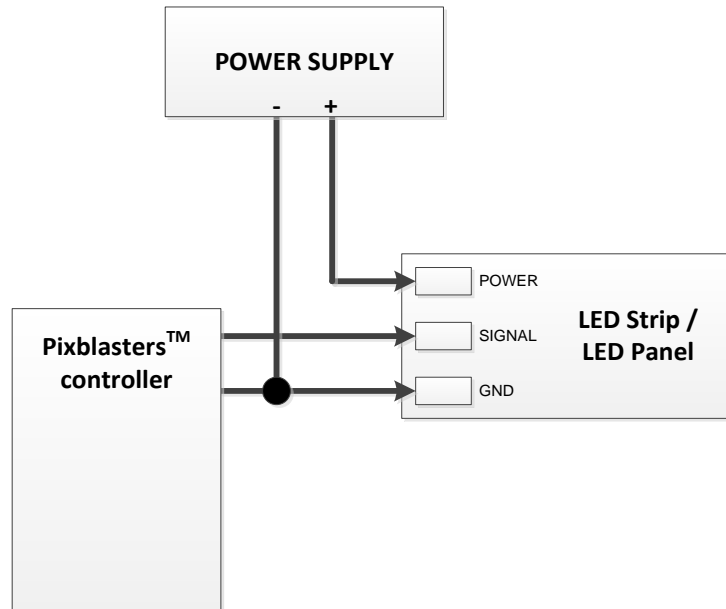 POWER SUPPLY
- +
POWER
SIGNAL
GND
LED Strip /
LED Panel
Pixblasters™
controller